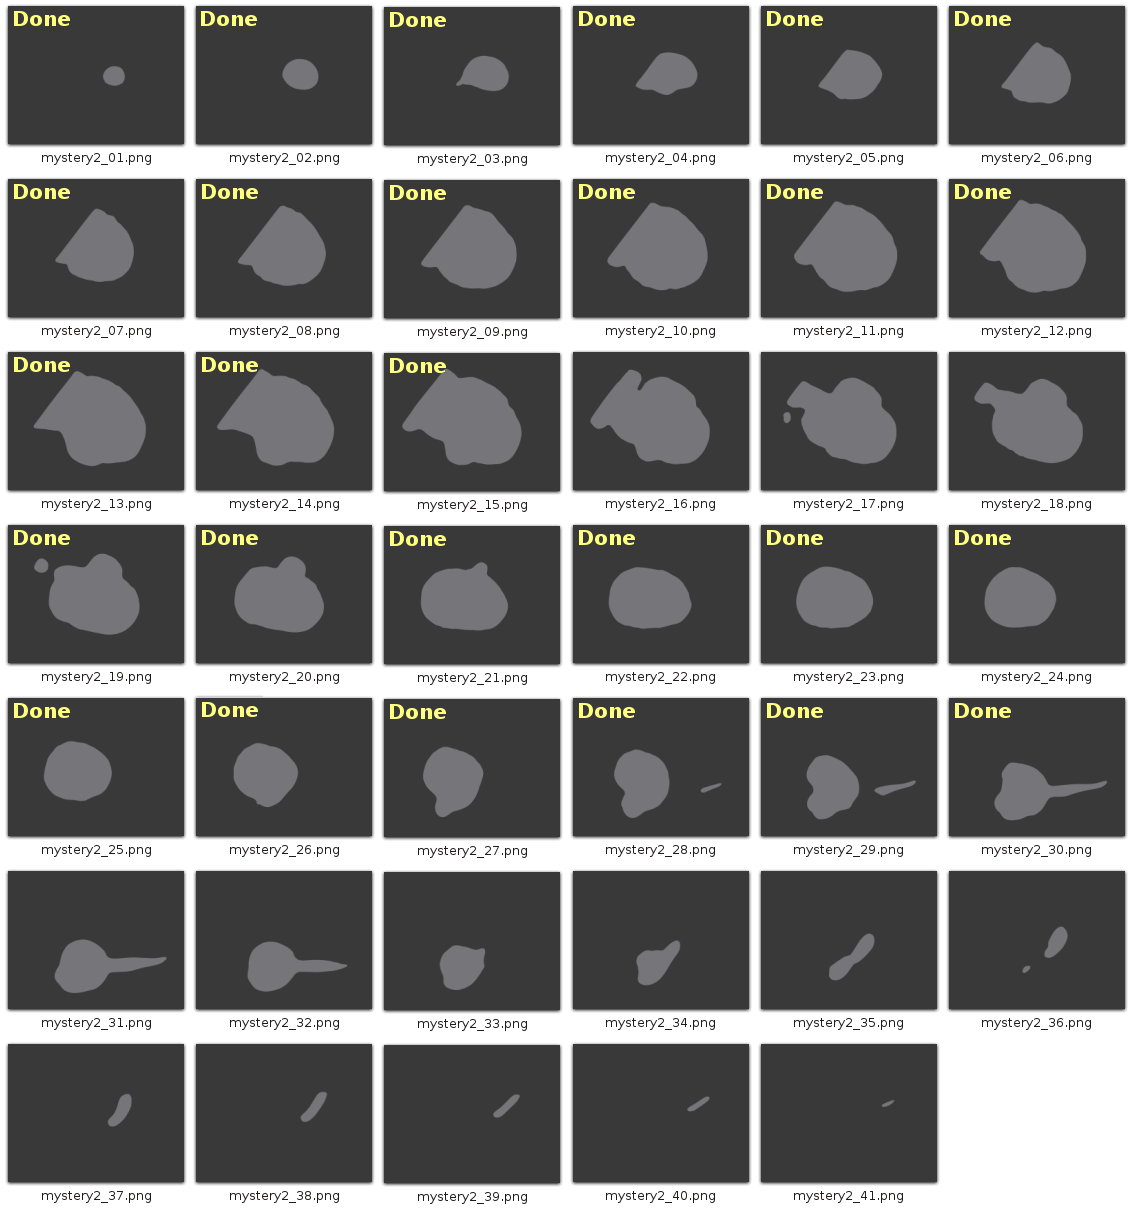 Done Done Done Done Done Done
mystery2_01.png mystery2_02.png mystery2_03.png mystery2_04.png mystery2_05.png mystery2_06.png
Done Done Done Done Done Done
mystery2_07.png mystery2_08.png mystery2_09.png mystery2_10.png mystery2_11.png mystery2_12.png
Done Done Done
mystery2_13.png mystery2_14.png mystery2_15.png mystery2_16.png mystery2_17.png mystery2_18.png
Done Done Done Done Done Done
mystery2_19.png mystery2_20.png mystery2_21.png mystery2_22.png mystery2_23.png mystery2_24.png
Done Done Done Done Done Done
mystery2_25.png mystery2_26.png mystery2_27.png mystery2_28.png mystery2_29.png mystery2_30.png
mystery2_31.png mystery2_32.png mystery2_33.png mystery2_34.png mystery2_35.png mystery2_36.png
mystery2_37.png mystery2_38.png mystery2_39.png mystery2_40.png mystery2_41.png